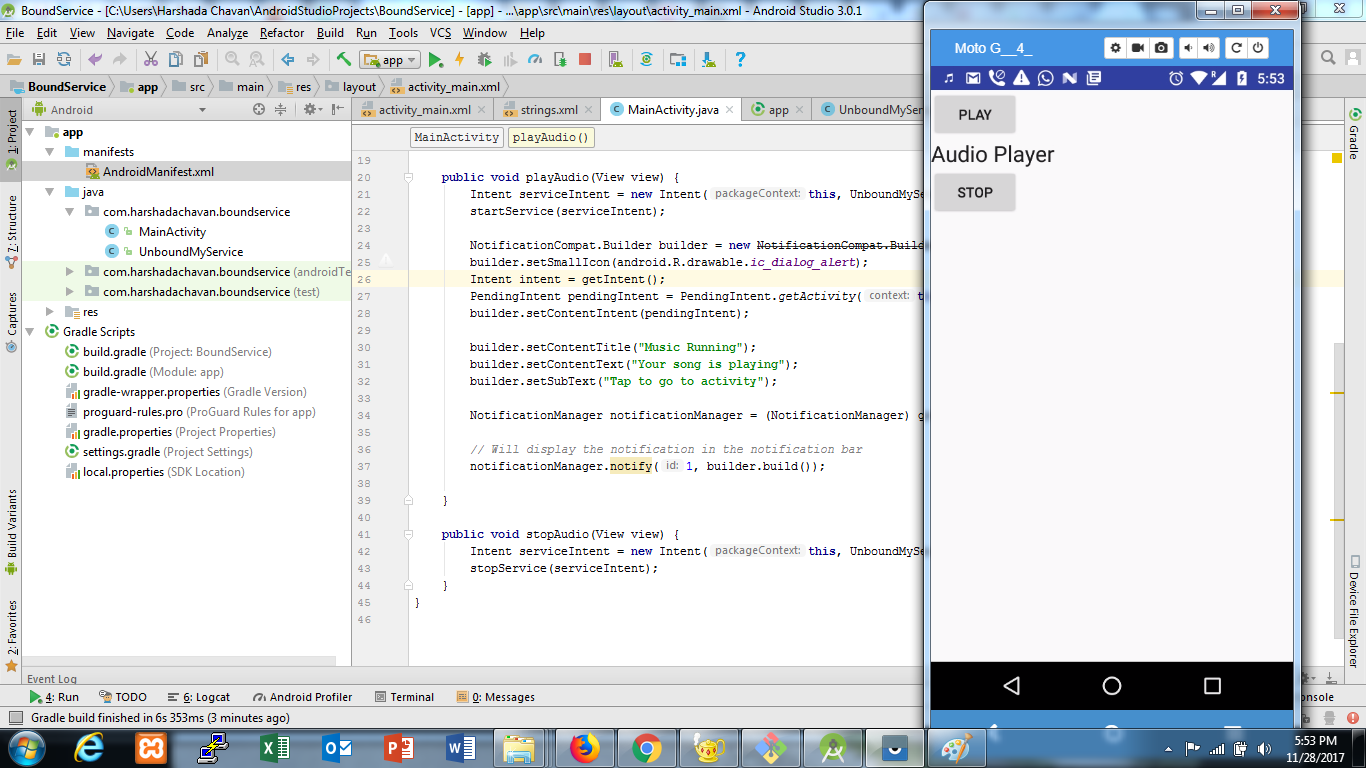 BoundService - [C:\Users\Harshada Chavan\AndroidStudioProjects\BoundService] - [app] - ...\app\src\main\res\layout\activity_main.xml - Android Studio 3.0.1
File Edit View Navigate Code Analyze Refactor Build Run Tools VCS Window Help
app
BoundService app src main res layout activity_main.xml
Android
activity_main.xml strings.xml MainActivity.java app UnboundMySe
MainActivity playAudio()
1: Project
7: Structure
Captures
Build Variants
2: Favorites
app
manifests
AndroidManifest.xml
java
com.harshadachavan.boundservice
MainActivity
UnboundMyService
com.harshadachavan.boundservice (androidTe
com.harshadachavan.boundservice (test)
res
Gradle Scripts
build.gradle (Project: BoundService)
build.gradle (Module: app)
gradle-wrapper.properties (Gradle Version)
proguard-rules.pro (ProGuard Rules for app)
gradle.properties (Project Properties)
settings.gradle (Project Settings)
local.properties (SDK Location)
19
20 public void playAudio(View view) {
21 Intent serviceIntent = new Intent( packageContext: this, UnboundMySe
22 startService(serviceIntent);
23
24 NotificationCompat.Builder builder = new NotificationCompat.Build
25 builder.setSmallIcon(android.R.drawable.ic_dialog_alert);
26 Intent intent = getIntent();
27 PendingIntent pendingIntent = PendingIntent.getActivity( context: t
28 builder.setContentIntent(pendingIntent);
29
30 builder.setContentTitle("Music Running");
31 builder.setContentText("Your song is playing");
32 builder.setSubText("Tap to go to activity");
33
34 NotificationManager notificationManager = (NotificationManager) g
35
36 // Will display the notification in the notification bar
37 notificationManager.notify( id: 1, builder.build());
38
39 }
40
41 public void stopAudio(View view) {
42 Intent serviceIntent = new Intent( packageContext: this, UnboundMySe
43 stopService(serviceIntent);
44 }
45 }
46
Moto G__4_
5:53
PLAY
Audio Player
STOP
Gradle
Device File Explorer
Event Log
4: Run TODO 6: Logcat Android Profiler Terminal 0: Messages
onsole
Gradle build finished in 6s 353ms (3 minutes ago)
5:53 PM
11/28/2017